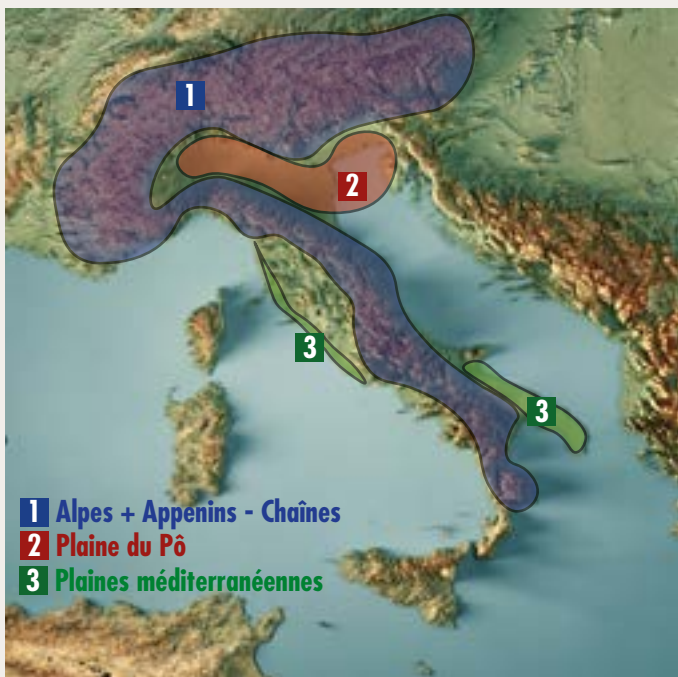 1
2
3
3
1 Alpes + Appenins - Chaînes
2 Plaine du Pô
3 Plaines méditerranéennes